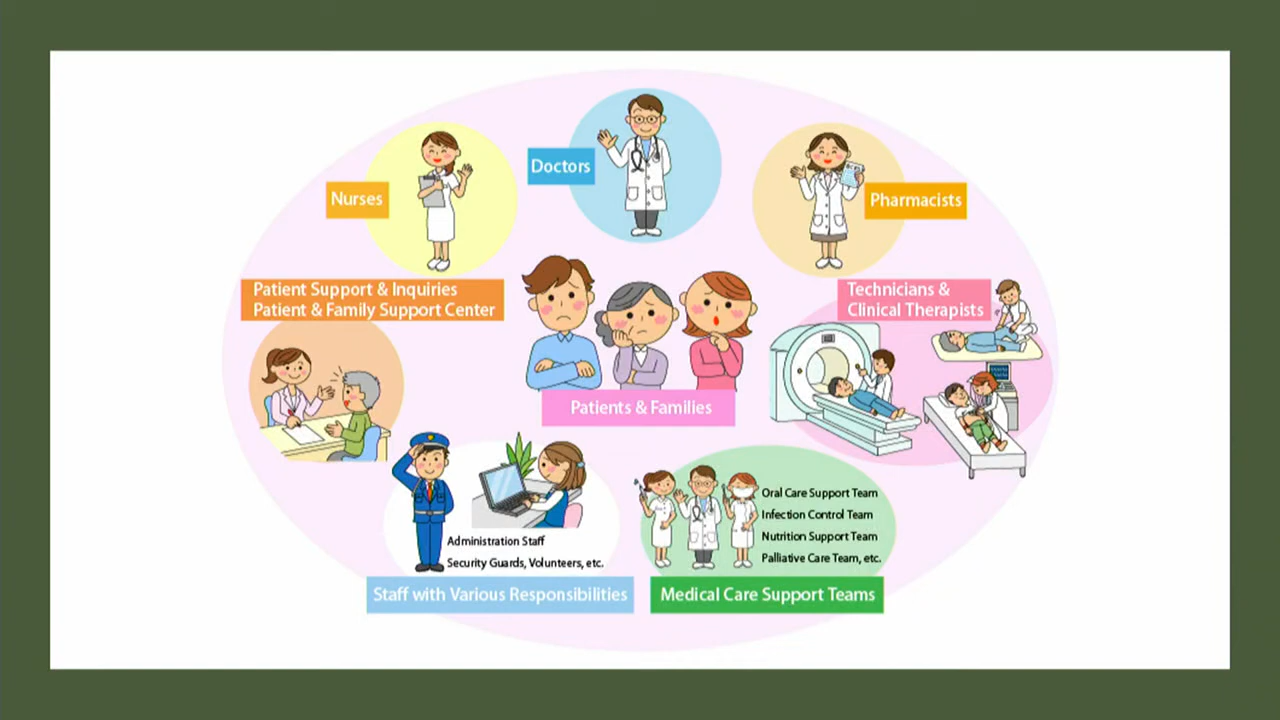 Doctors
Nurses
Pharmacists
Patient Support & Inquiries
Patient & Family Support Center
Technicians &
Clinical Therapists
Patients & Families
Oral Care Support Team
Infection Control Team
Nutrition Support Team
Palliative Care Team, etc.
Administration Staff
Security Guards, Volunteers, etc.
Staff with Various Responsibilities
Medical Care Support Teams